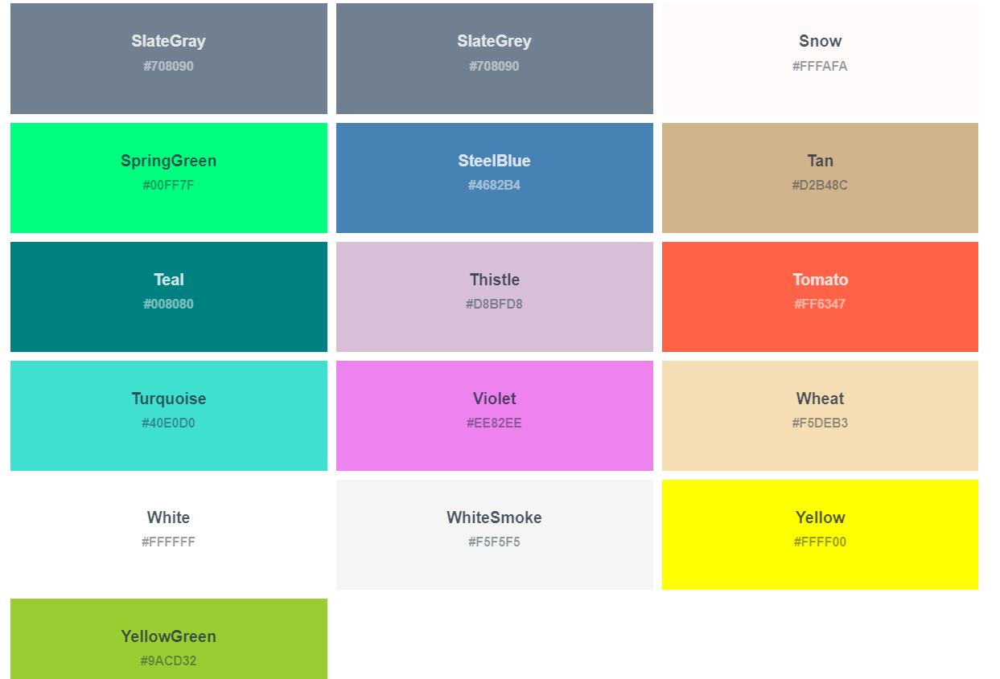 SlateGray
#708090
SlateGrey
#708090
Snow
#FFFAFA
SpringGreen
#00FF7F
SteelBlue
#4682B4
Tan
#D2B48C
Teal
#008080
Thistle
#D8BFD8
Tomato
#FF6347
Turquoise
#40E0D0
Violet
#EE82EE
Wheat
#F5DEB3
White
#FFFFFF
WhiteSmoke
#F5F5F5
Yellow
#FFFF00
YellowGreen
#9ACD32